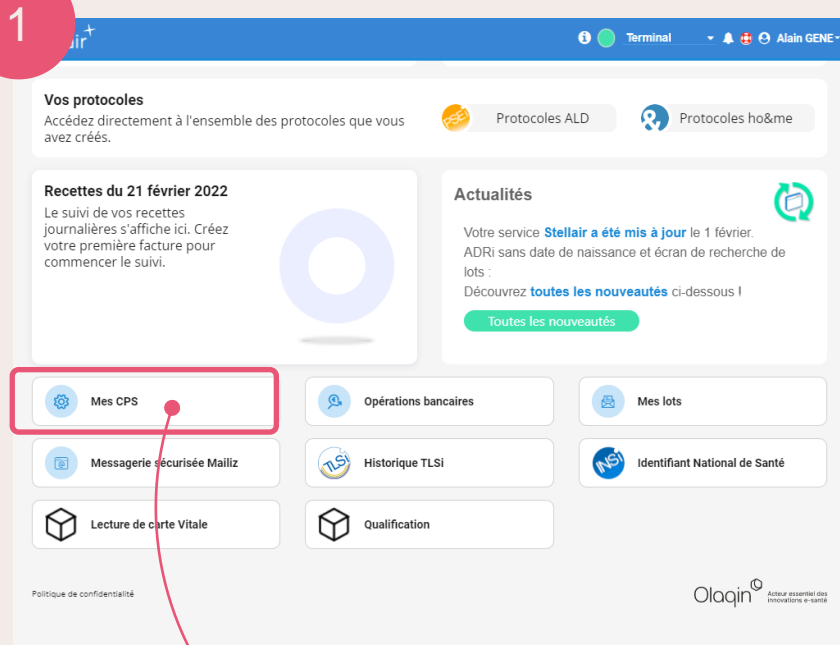 1
ir
Terminal
Alain GENE
Vos protocoles
Accédez directement à l'ensemble des protocoles que vous
avez créés.
Protocoles ALD
Protocoles ho&me
Recettes du 21 février 2022
Le suivi de vos recettes
journalières s'affiche ici. Créez
votre première facture pour
commencer le suivi.
Actualités
Votre service Stellair a été mis à jour le 1 février.
ADRi sans date de naissance et écran de recherche de
lots :
Découvrez toutes les nouveautés ci-dessous !
Toutes les nouveautés
Mes CPS
Opérations bancaires
Mes lots
Messagerie sécurisée Mailiz
TLSi
Historique TLSi
INSi
Identifiant National de Santé
Lecture de carte Vitale
Qualification
Politique de confidentialité
Olaqin
Acteur essentiel des
innovations e-santé